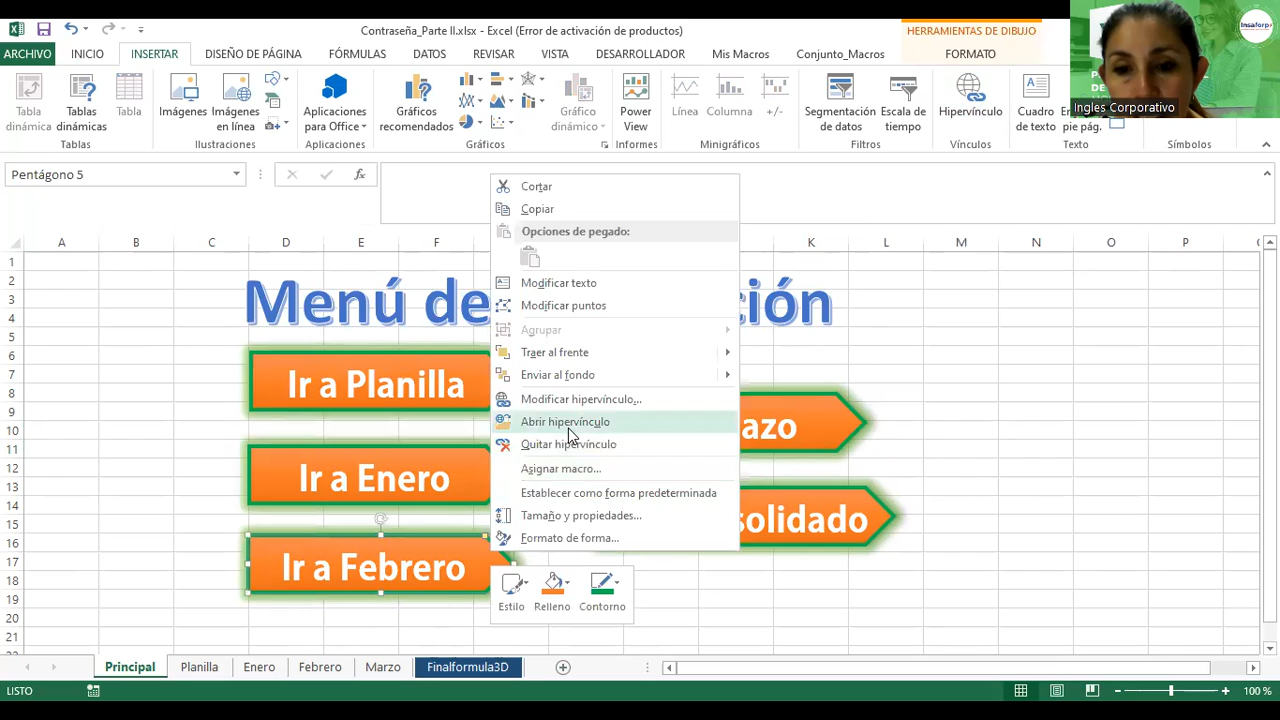 Contraseña_Parte II.xlsx - Excel (Error de activación de productos)
HERRAMIENTAS DE DIBUJO
ARCHIVO INICIO INSERTAR DISEÑO DE PÁGINA FÓRMULAS DATOS REVISAR VISTA DESARROLLADOR Mis Macros Conjunto_Macros FORMATO
Tabla dinámica
Tablas dinámicas
Tabla
Imágenes
Imágenes en línea
Aplicaciones para Office
Gráficos recomendados
Gráfico dinámico
Power View
Línea
Columna
+/-
Segmentación de datos
Escala de tiempo
Hipervínculo
Cuadro de texto
pie pág.
Tablas Ilustraciones Aplicaciones Gráficos Informes Minigráficos Filtros Vínculos Texto Símbolos
Insaforp
Ingles Corporativo
Pentágono 5
fx
A B C D E F K L M N O P
1
2
3
4
5
6
7
8
9
10
11
12
13
14
15
16
17
18
19
20
21
Menú de
ción
Ir a Planilla
Ir a Enero
Ir a Febrero
azo
solidado
Cortar
Copiar
Opciones de pegado:
Modificar texto
Modificar puntos
Agrupar
Traer al frente
Enviar al fondo
Modificar hipervínculo...
Abrir hipervínculo
Quitar hipervínculo
Asignar macro...
Establecer como forma predeterminada
Tamaño y propiedades...
Formato de forma...
Estilo Relleno Contorno
Principal Planilla Enero Febrero Marzo Finalformula3D
LISTO
100 %